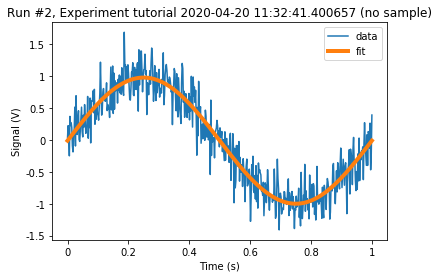 Run #2, Experiment tutorial 2020-04-20 11:32:41.400657 (no sample)
data
fit
1.5
1
0.5
0
-0.5
-1
-1.5
Signal (V)
0
0.2
0.4
0.6
0.8
1
Time (s)